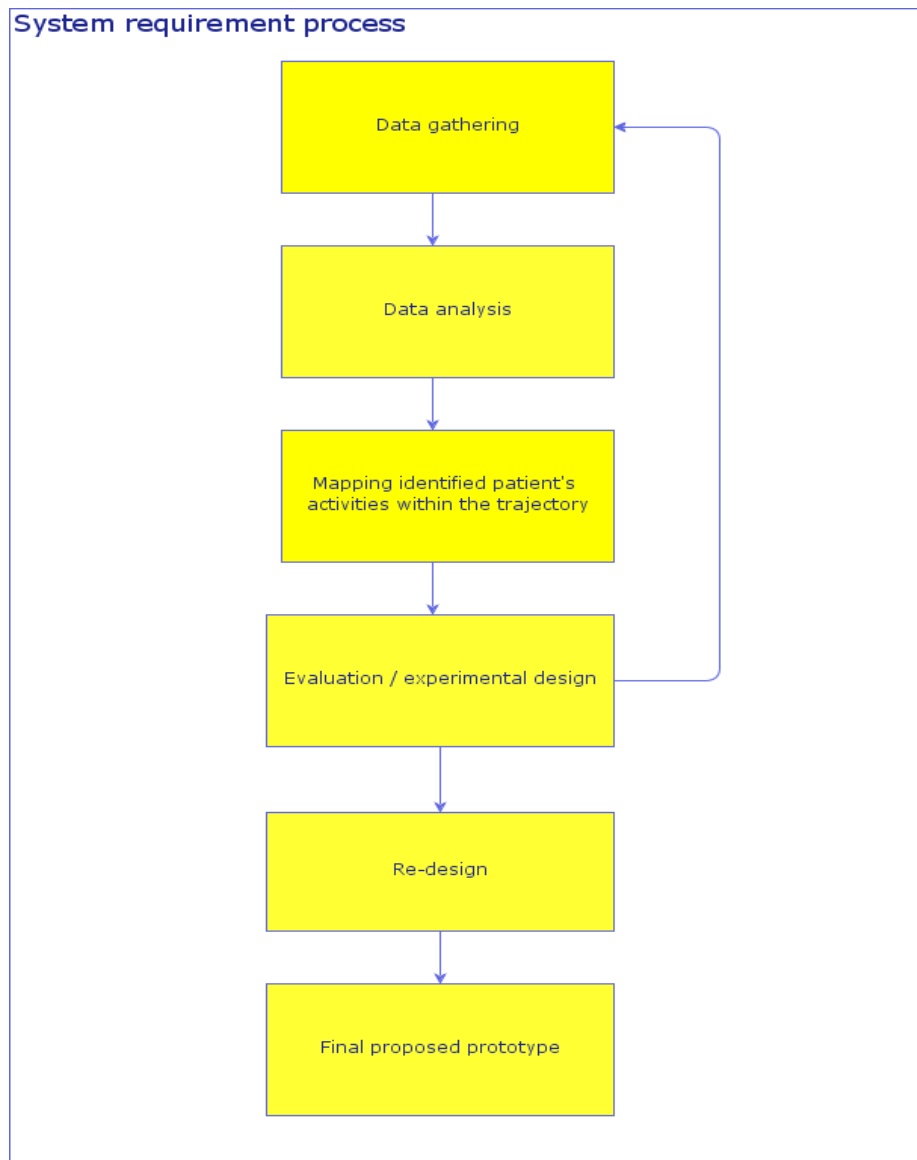 System requirement process
Data gathering
Data analysis
Mapping identified patient's
activities within the trajectory
Evaluation / experimental design
Re-design
Final proposed prototype